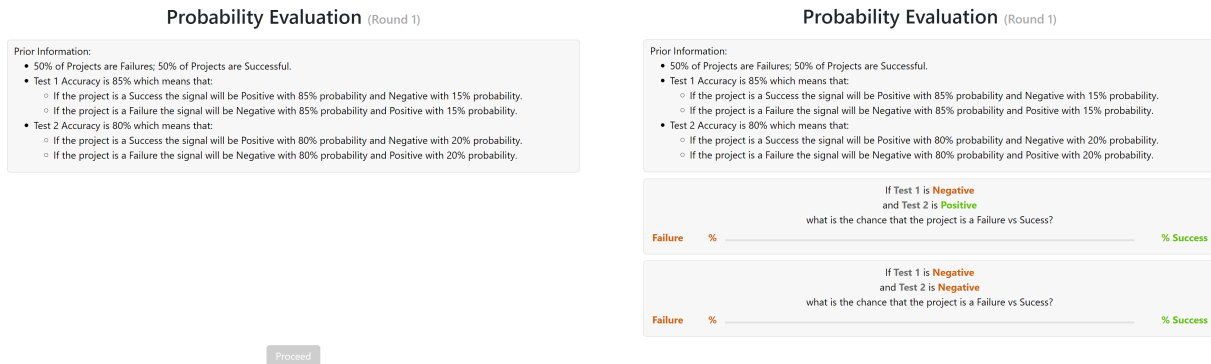 Probability Evaluation (Round 1)
Prior Information:
• 50% of Projects are Failures; 50% of Projects are Successful.
• Test 1 Accuracy is 85% which means that:
◦ If the project is a Success the signal will be Positive with 85% probability and Negative with 15% probability.
◦ If the project is a Failure the signal will be Negative with 85% probability and Positive with 15% probability.
• Test 2 Accuracy is 80% which means that:
◦ If the project is a Success the signal will be Positive with 80% probability and Negative with 20% probability.
◦ If the project is a Failure the signal will be Negative with 80% probability and Positive with 20% probability.
Proceed
Probability Evaluation (Round 1)
Prior Information:
• 50% of Projects are Failures; 50% of Projects are Successful.
• Test 1 Accuracy is 85% which means that:
◦ If the project is a Success the signal will be Positive with 85% probability and Negative with 15% probability.
◦ If the project is a Failure the signal will be Negative with 85% probability and Positive with 15% probability.
• Test 2 Accuracy is 80% which means that:
◦ If the project is a Success the signal will be Positive with 80% probability and Negative with 20% probability.
◦ If the project is a Failure the signal will be Negative with 80% probability and Positive with 20% probability.
If Test 1 is Negative
and Test 2 is Positive
what is the chance that the project is a Failure vs Sucess?
Failure % % Success
If Test 1 is Negative
and Test 2 is Negative
what is the chance that the project is a Failure vs Sucess?
Failure % % Success